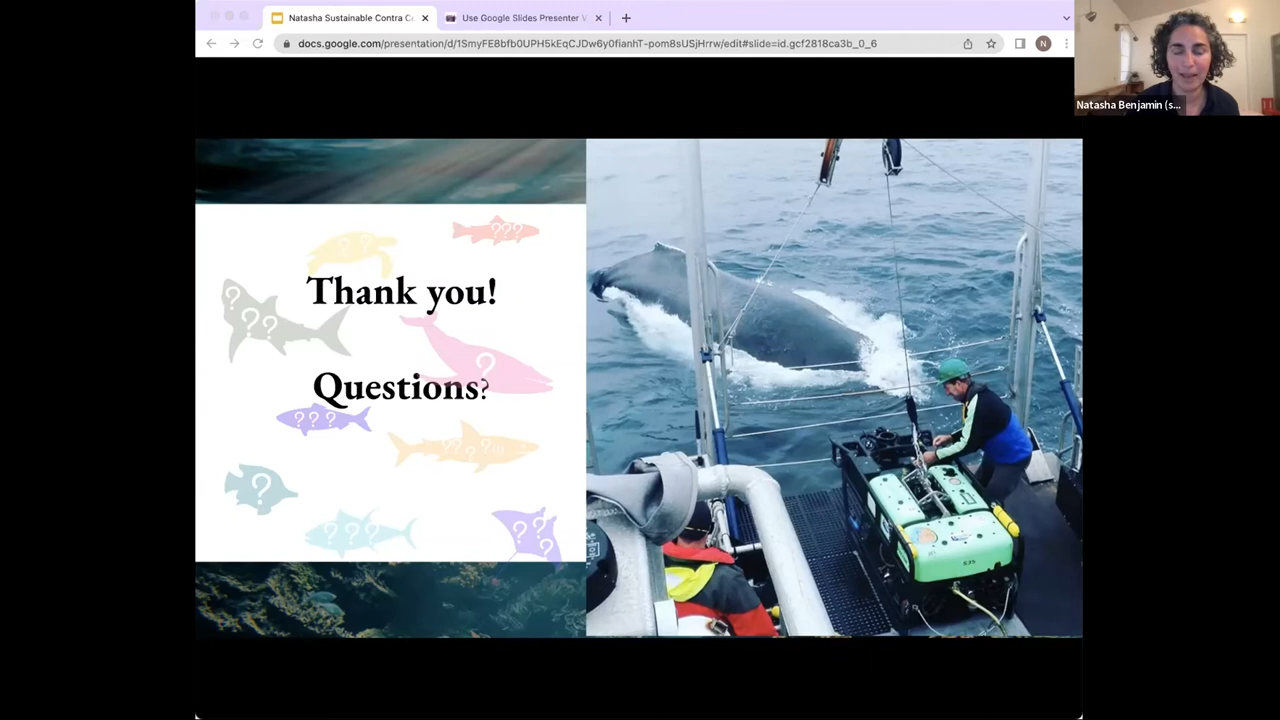 Natasha Sustainable Contra Co
Use Google Slides Presenter V
docs.google.com/presentation/d/1SmyFE8bfb0UPH5kEqCJDw6y0fianhT-pom8sUSjHrrw/edit#slide=id.gcf2818ca3b_0_6
N
Natasha Benjamin (s...
? ?
???
Thank you!
?
??
?
Questions?
???
?? ? ?
?
???
? ?
??